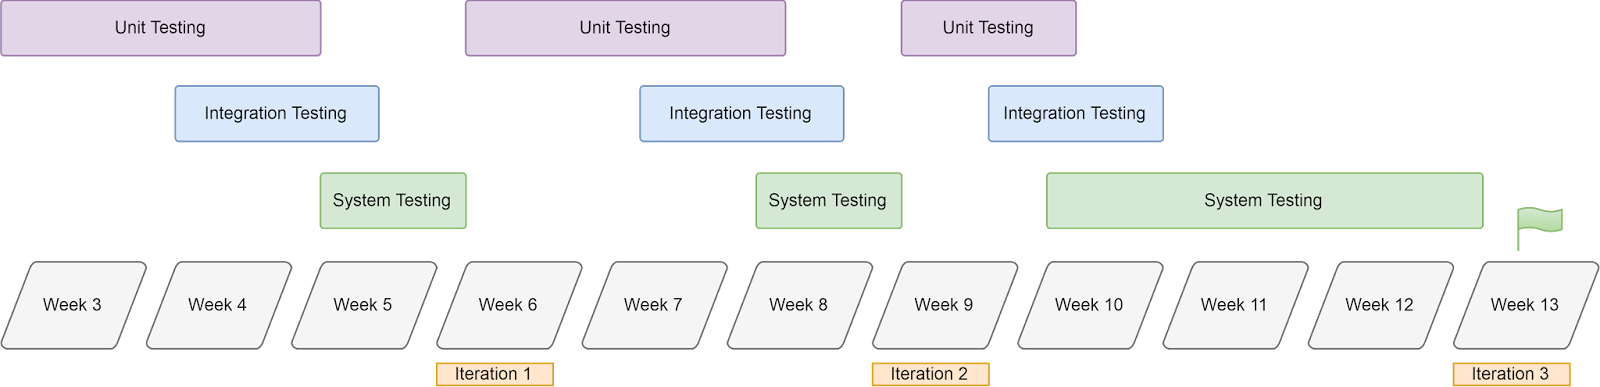 Unit Testing
Unit Testing
Unit Testing
Integration Testing
Integration Testing
Integration Testing
System Testing
System Testing
System Testing
Week 3
Week 4
Week 5
Week 6
Week 7
Week 8
Week 9
Week 10
Week 11
Week 12
Week 13
Iteration 1
Iteration 2
Iteration 3